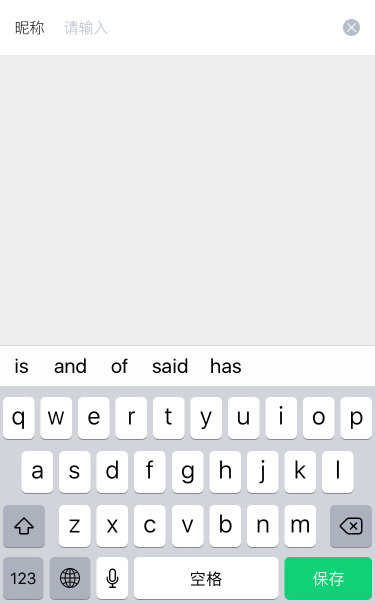 昵称 请输入
is and of said has
q w e r t y u i o p
a s d f g h j k l
z x c v b n m
123 空格 保存